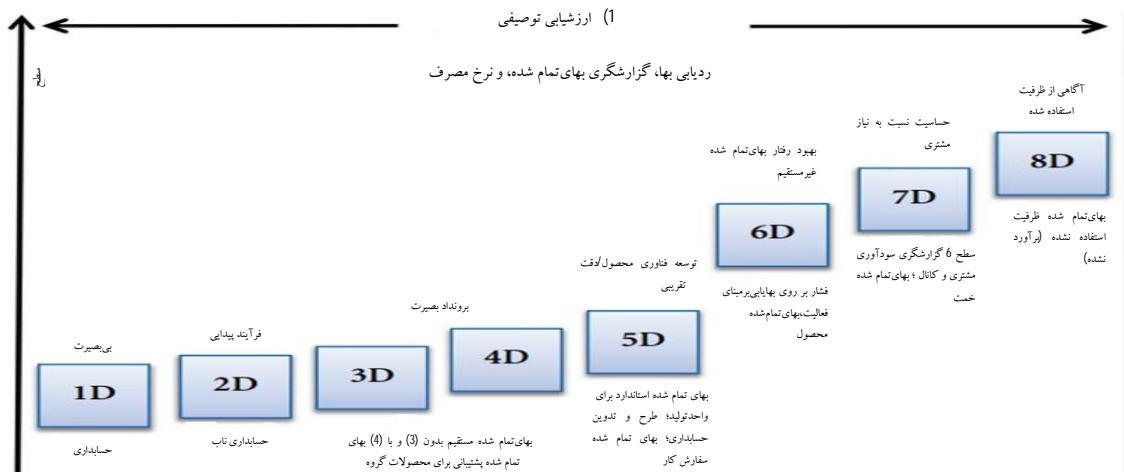 1) ارزشیابی توصیفی
ردیابی بها، گزارشگری بهای‌تمام شده، و نرخ مصرف
سطح
آگاهی از ظرفیت
استفاده شده
8D
بهای‌تمام شده ظرفیت
استفاده نشده (برآورد
نشده)
حساسیت نسبت به نیاز
مشتری
7D
سطح 6 گزارشگری سودآوری
مشتری و کانال ؛ بهای‌تمام شده
خمت
بهبود رفتار بهای‌تمام شده
غیرمستقیم
6D
فشار بر روی بهایابی‌برمبنای
فعالیت،بهای‌تمام‌شده
محصول
توسعه فناوری محصول/دقت
تقریبی
5D
بهای تمام شده استاندارد برای
واحدتولید؛ طرح و تدوین
حسابداری؛ بهای تمام شده
سفارش کار
برونداد بصیرت
4D
3D
بهای‌تمام شده مستقیم بدون (3) و با (4) بهای
تمام شده پشتیبانی برای محصولات گروه
فرآیند پیدایی
2D
حسابداری ناب
بی‌بصیرت
1D
حسابداری